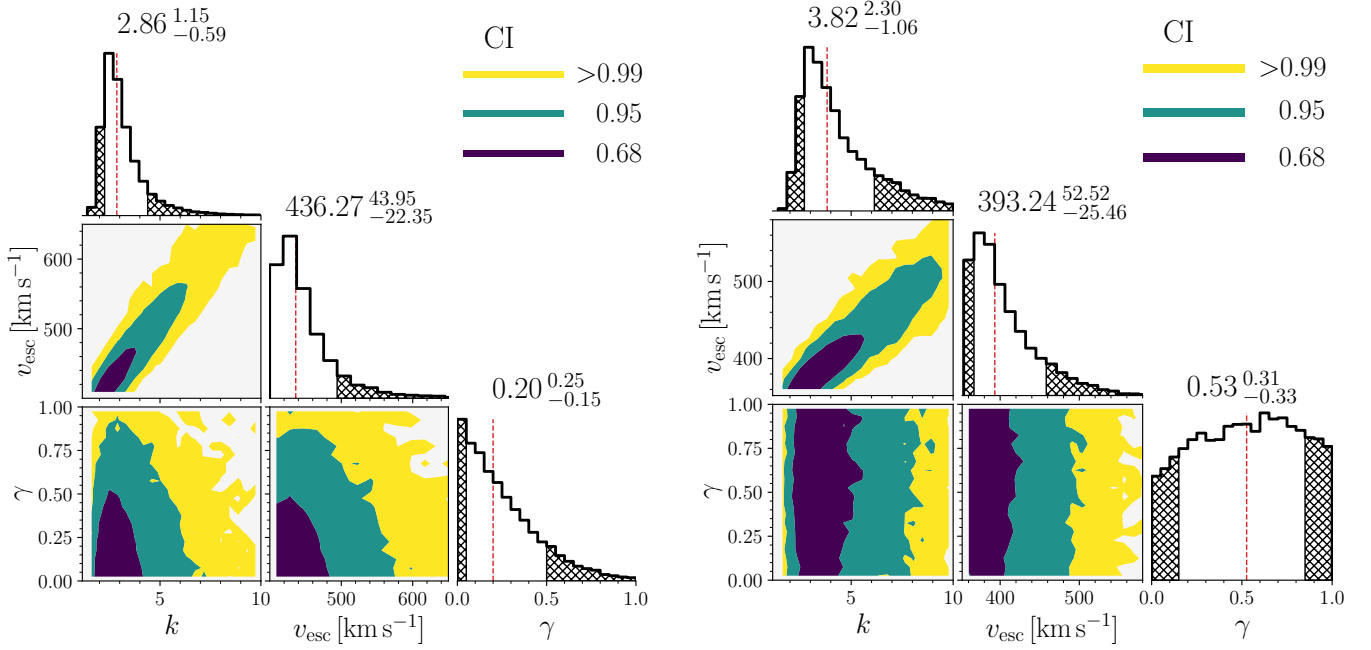 2.86 1.15 −0.59
CI
>0.99
0.95
0.68
436.27 43.95 −22.35
v_esc [km s⁻¹]
600
500
0.20 0.25 −0.15
γ
1.00
0.75
0.50
0.25
0.00
5
10
k
500
600
v_esc [km s⁻¹]
0.0
0.5
1.0
γ
3.82 2.30 −1.06
CI
>0.99
0.95
0.68
393.24 52.52 −25.46
v_esc [km s⁻¹]
500
400
0.53 0.31 −0.33
γ
1.00
0.75
0.50
0.25
0.00
5
10
k
400
500
v_esc [km s⁻¹]
0.0
0.5
1.0
γ